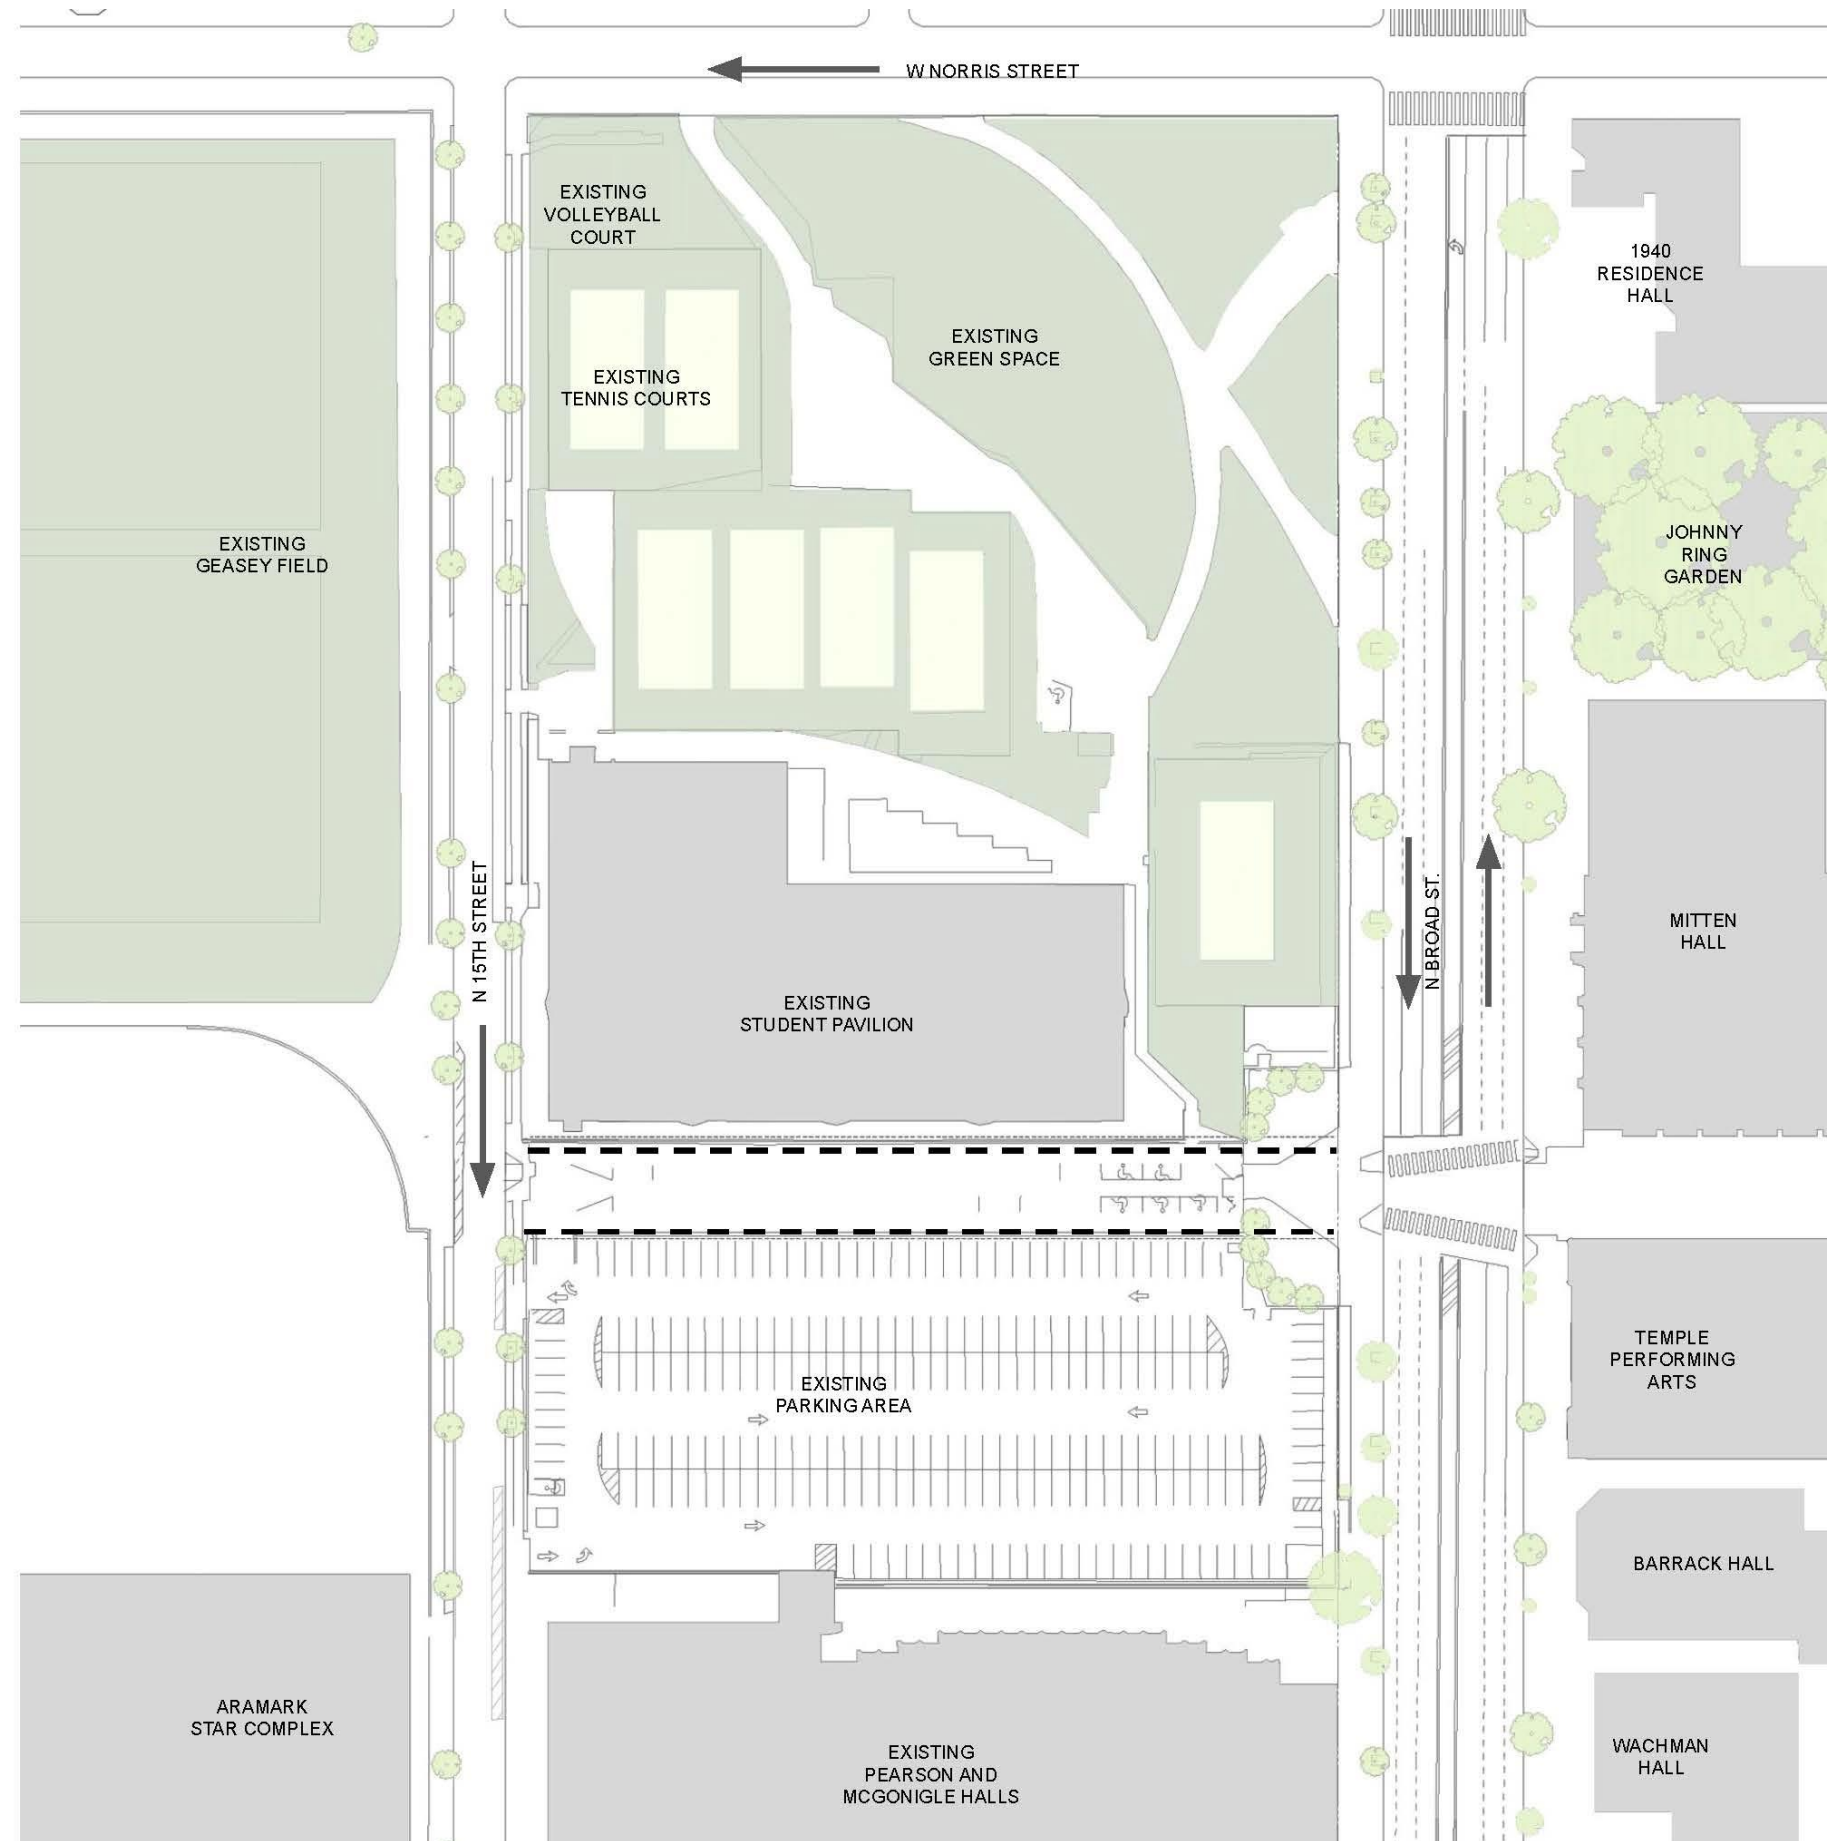 W NORRIS STREET
EXISTING
VOLLEYBALL
COURT
1940
RESIDENCE
HALL
EXISTING
GREEN SPACE
EXISTING
TENNIS COURTS
EXISTING
GEASEY FIELD
JOHNNY
RING
GARDEN
N 15TH STREET
N BROAD ST.
MITTEN
HALL
EXISTING
STUDENT PAVILION
TEMPLE
PERFORMING
ARTS
EXISTING
PARKING AREA
BARRACK HALL
ARAMARK
STAR COMPLEX
EXISTING
PEARSON AND
MCGONIGLE HALLS
WACHMAN
HALL